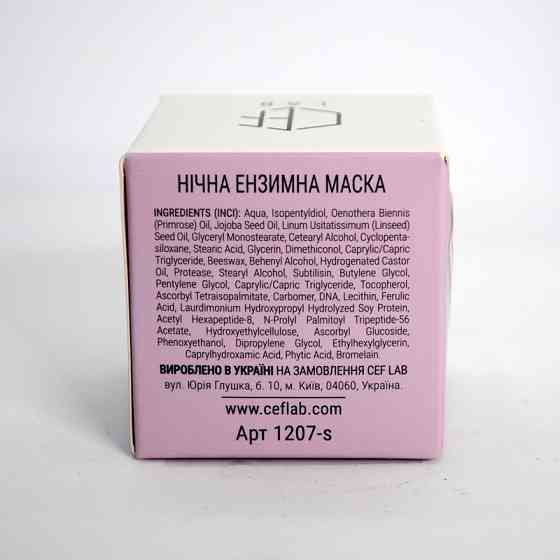 CEF
LAB
НІЧНА ЕНЗИМНА МАСКА
INGREDIENTS (INCI): Aqua, Isopentyldiol, Oenothera Biennis
(Primrose) Oil, Jojoba Seed Oil, Linum Usitatissimum (Linseed)
Seed Oil, Glyceryl Monostearate, Cetearyl Alcohol, Cyclopenta-
siloxane, Stearic Acid, Glycerin, Dimethiconol, Caprylic/Capric
Triglyceride, Beeswax, Behenyl Alcohol, Hydrogenated Castor
Oil, Protease, Stearyl Alcohol, Subtilisin, Butylene Glycol,
Pentylene Glycol, Caprylic/Capric Triglyceride, Tocopherol,
Ascorbyl Tetraisopalmitate, Carbomer, DNA, Lecithin, Ferulic
Acid, Laurdimonium Hydroxypropyl Hydrolyzed Soy Protein,
Acetyl Hexapeptide-8, N-Prolyl Palmitoyl Tripeptide-56
Acetate, Hydroxyethylcellulose, Ascorbyl Glucoside,
Phenoxyethanol, Dipropylene Glycol, Ethylhexylglycerin,
Caprylhydroxamic Acid, Phytic Acid, Bromelain.
ВИРОБЛЕНО В УКРАЇНІ НА ЗАМОВЛЕННЯ CEF LAB
вул. Юрія Глушка, б. 10, м. Київ, 04060, Україна.
www.ceflab.com
Арт 1207-s